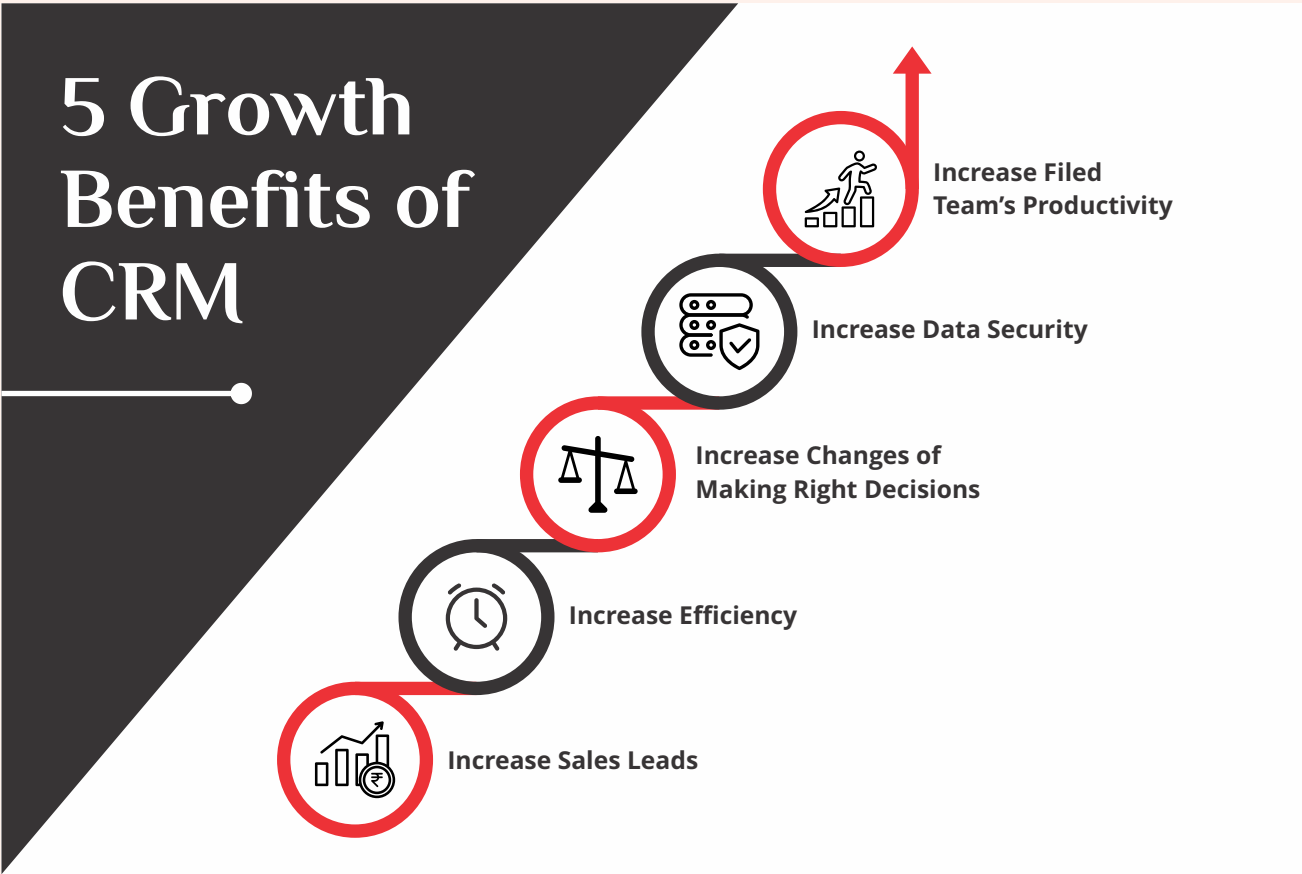 5 Growth
Benefits of
CRM
Increase Filed
Team's Productivity
Increase Data Security
Increase Changes of
Making Right Decisions
Increase Efficiency
Increase Sales Leads
₹